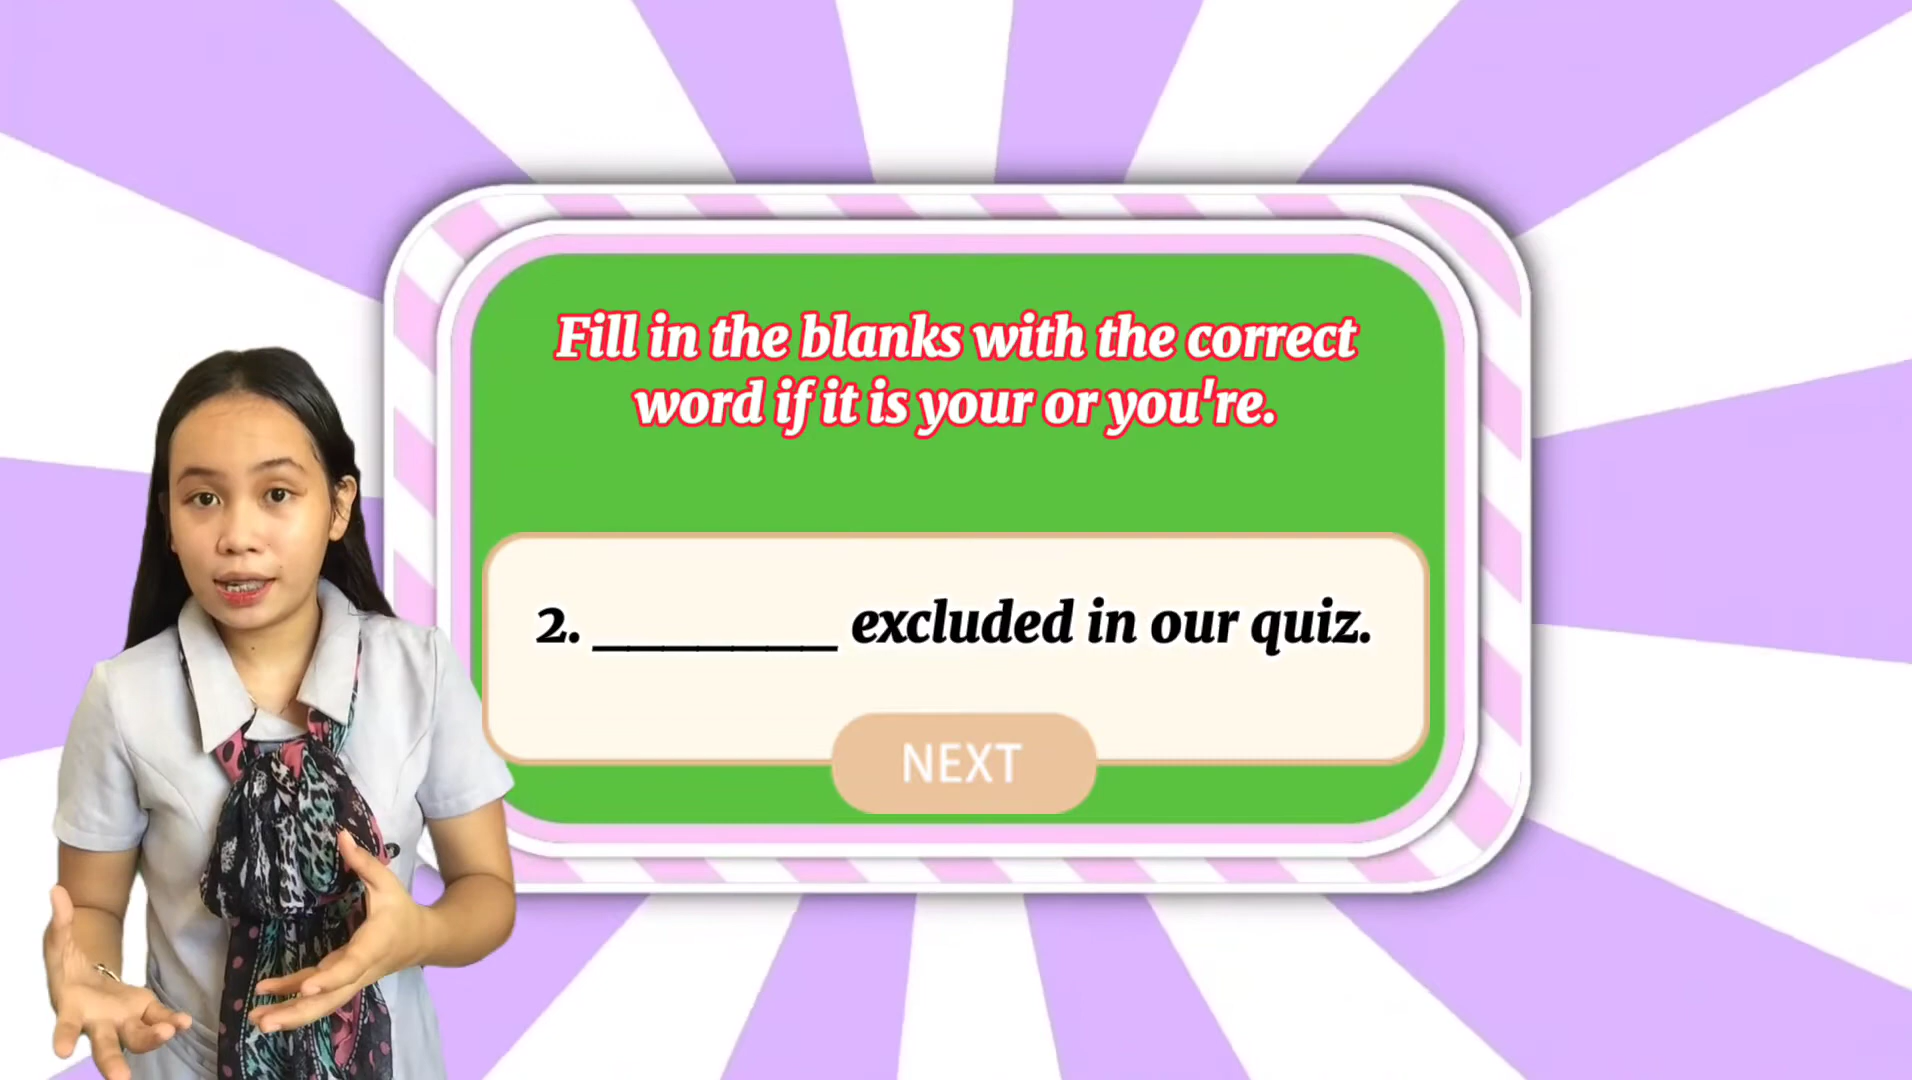 Fill in the blanks with the correct
word if it is your or you're.
2. ________ excluded in our quiz.
NEXT